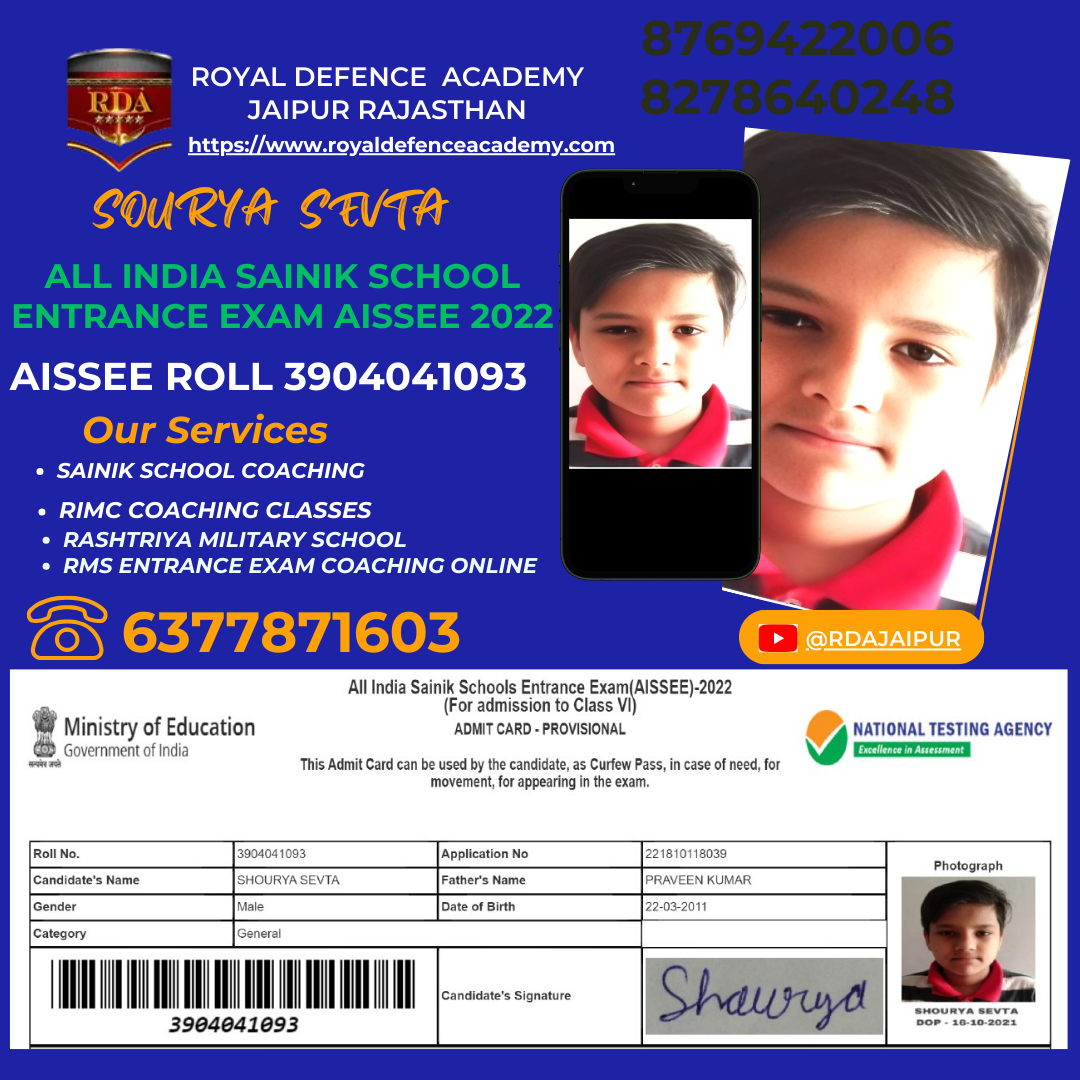 8769422006
8278640248
RDA
ROYAL DEFENCE ACADEMY
JAIPUR RAJASTHAN
https://www.royaldefenceacademy.com
SOURYA SEVTA
ALL INDIA SAINIK SCHOOL
ENTRANCE EXAM AISSEE 2022
AISSEE ROLL 3904041093
Our Services
• SAINIK SCHOOL COACHING
• RIMC COACHING CLASSES
• RASHTRIYA MILITARY SCHOOL
• RMS ENTRANCE EXAM COACHING ONLINE
6377871603
@RDAJAIPUR
All India Sainik Schools Entrance Exam(AISSEE)-2022
(For admission to Class VI)
ADMIT CARD - PROVISIONAL
Ministry of Education
Government of India
सत्यमेव जयते
NATIONAL TESTING AGENCY
Excellence in Assessment
This Admit Card can be used by the candidate, as Curfew Pass, in case of need, for
movement, for appearing in the exam.
Roll No. 3904041093 Application No 221810118039
Candidate's Name SHOURYA SEVTA Father's Name PRAVEEN KUMAR
Gender Male Date of Birth 22-03-2011
Category General
Photograph
3904041093
Candidate's Signature
Shaurya
SHOURYA SEVTA
DOP - 16-10-2021